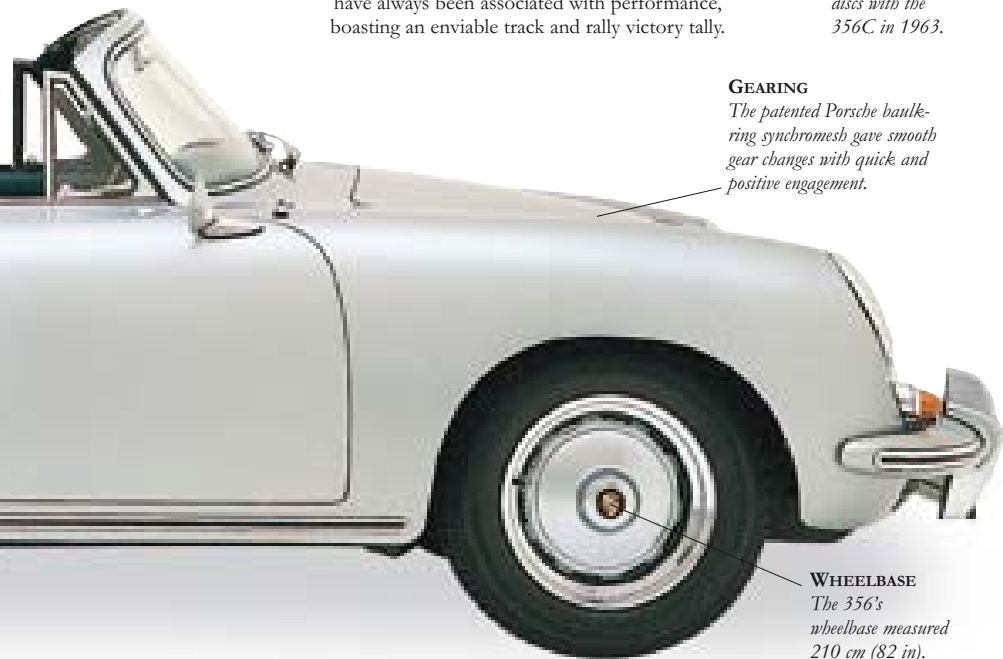 have always been associated with performance,
boasting an enviable track and rally victory tally.
discs with the
356C in 1963.
GEARING
The patented Porsche baulk-
ring synchromesh gave smooth
gear changes with quick and
positive engagement.
WHEELBASE
The 356's
wheelbase measured
210 cm (82 in).